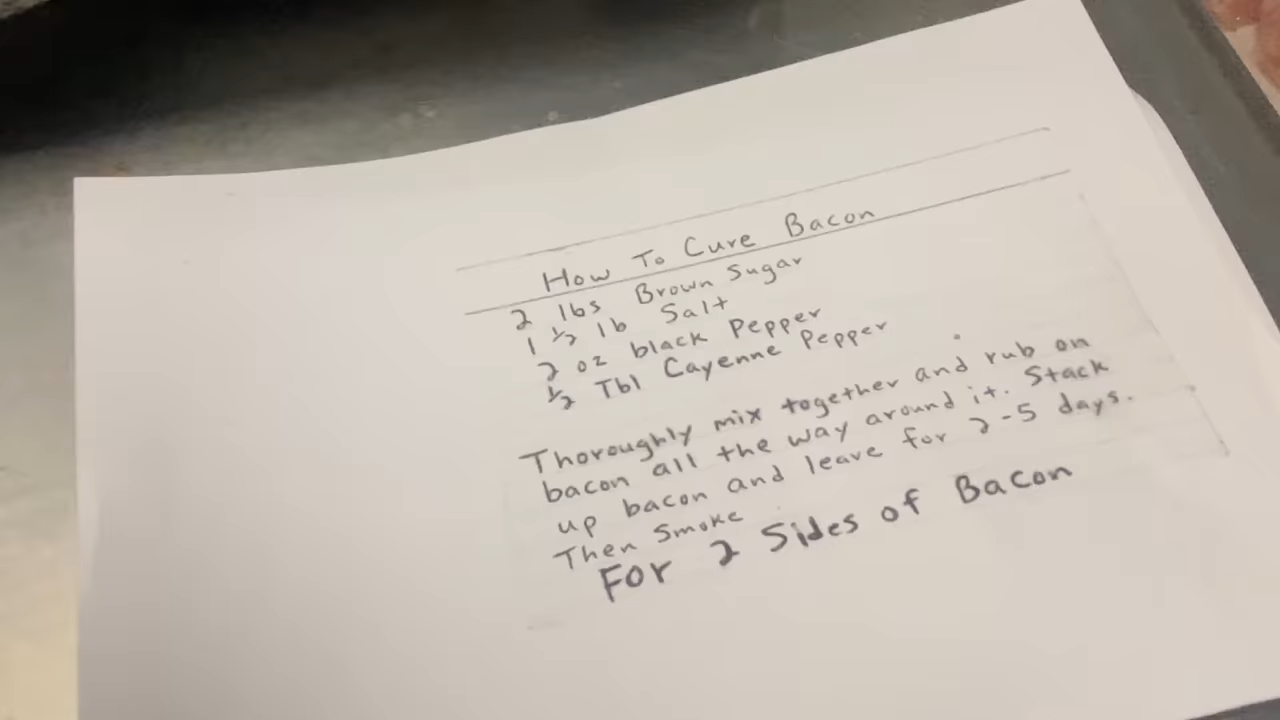 How To Cure Bacon
2 lbs Brown Sugar
1 1/2 lb Salt
2 oz black Pepper
1/2 Tbl Cayenne Pepper
Thoroughly mix together and rub on
bacon all the way around it. Stack
up bacon and leave for 2-5 days.
Then Smoke
For 2 Sides of Bacon